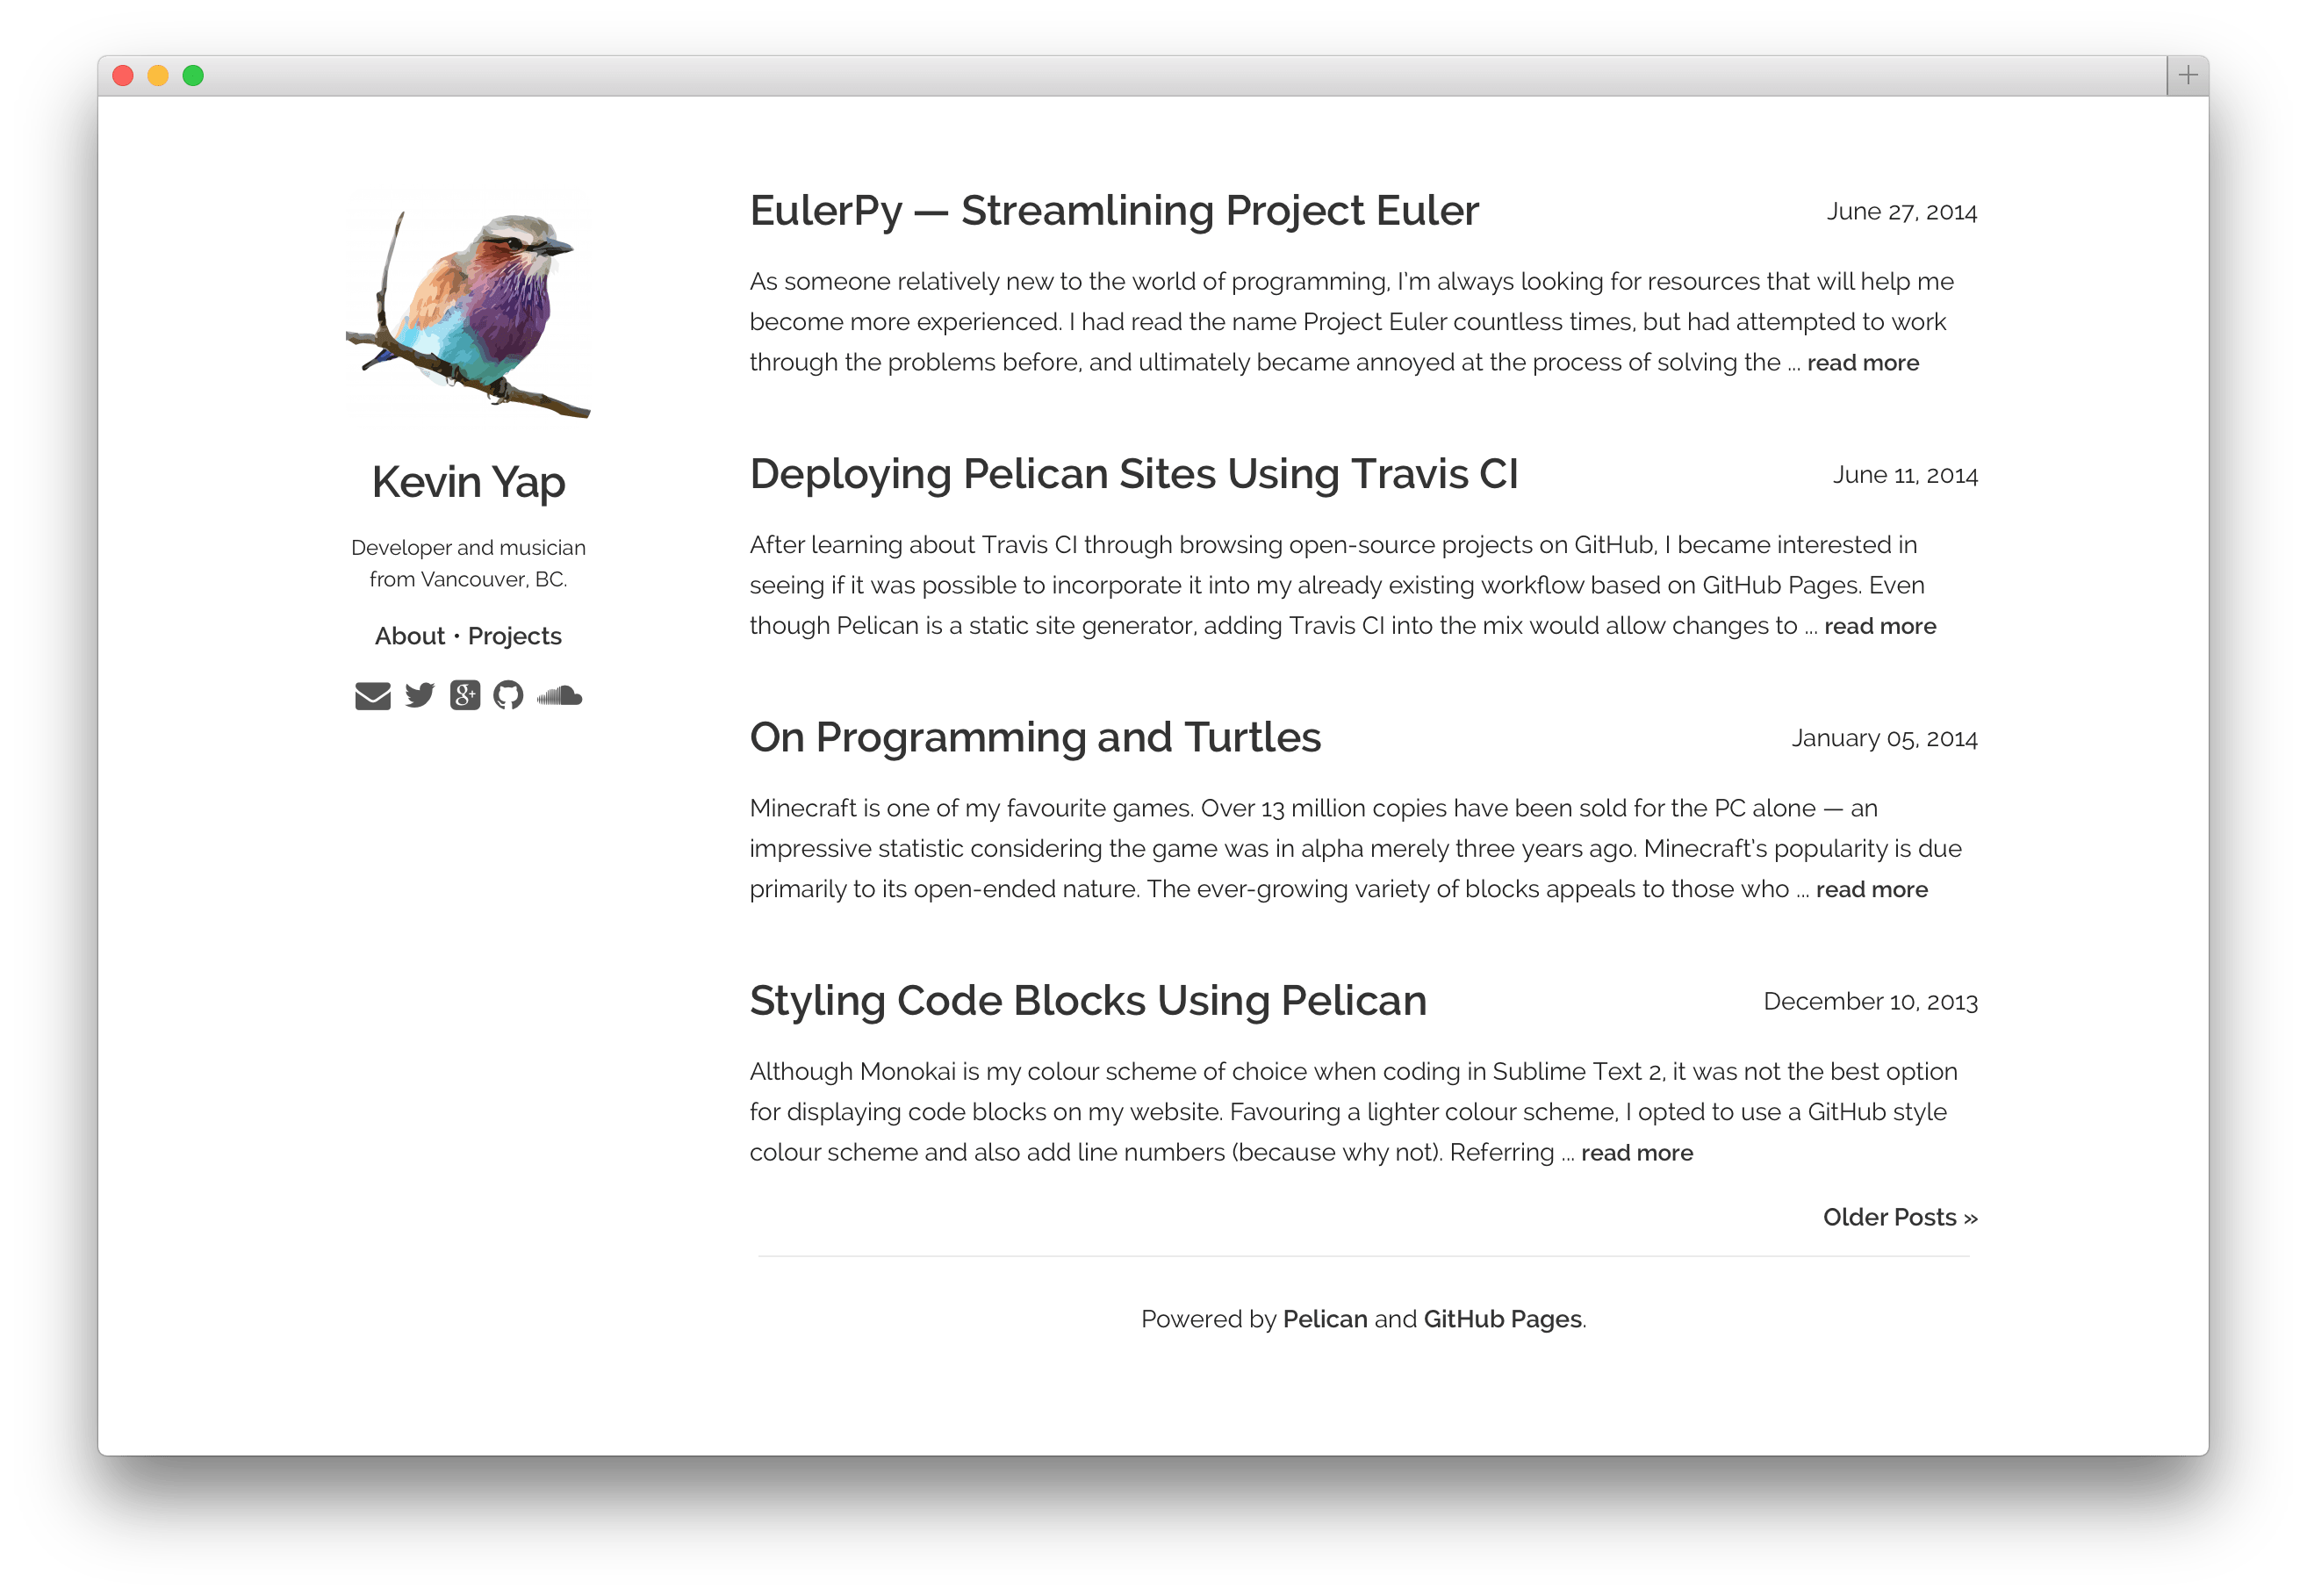 Kevin Yap
Developer and musician
from Vancouver, BC.
About • Projects
EulerPy — Streamlining Project Euler
June 27, 2014
As someone relatively new to the world of programming, I'm always looking for resources that will help me
become more experienced. I had read the name Project Euler countless times, but had attempted to work
through the problems before, and ultimately became annoyed at the process of solving the ... read more
Deploying Pelican Sites Using Travis CI
June 11, 2014
After learning about Travis CI through browsing open-source projects on GitHub, I became interested in
seeing if it was possible to incorporate it into my already existing workflow based on GitHub Pages. Even
though Pelican is a static site generator, adding Travis CI into the mix would allow changes to ... read more
On Programming and Turtles
January 05, 2014
Minecraft is one of my favourite games. Over 13 million copies have been sold for the PC alone — an
impressive statistic considering the game was in alpha merely three years ago. Minecraft's popularity is due
primarily to its open-ended nature. The ever-growing variety of blocks appeals to those who ... read more
Styling Code Blocks Using Pelican
December 10, 2013
Although Monokai is my colour scheme of choice when coding in Sublime Text 2, it was not the best option
for displaying code blocks on my website. Favouring a lighter colour scheme, I opted to use a GitHub style
colour scheme and also add line numbers (because why not). Referring ... read more
Older Posts »
Powered by Pelican and GitHub Pages.